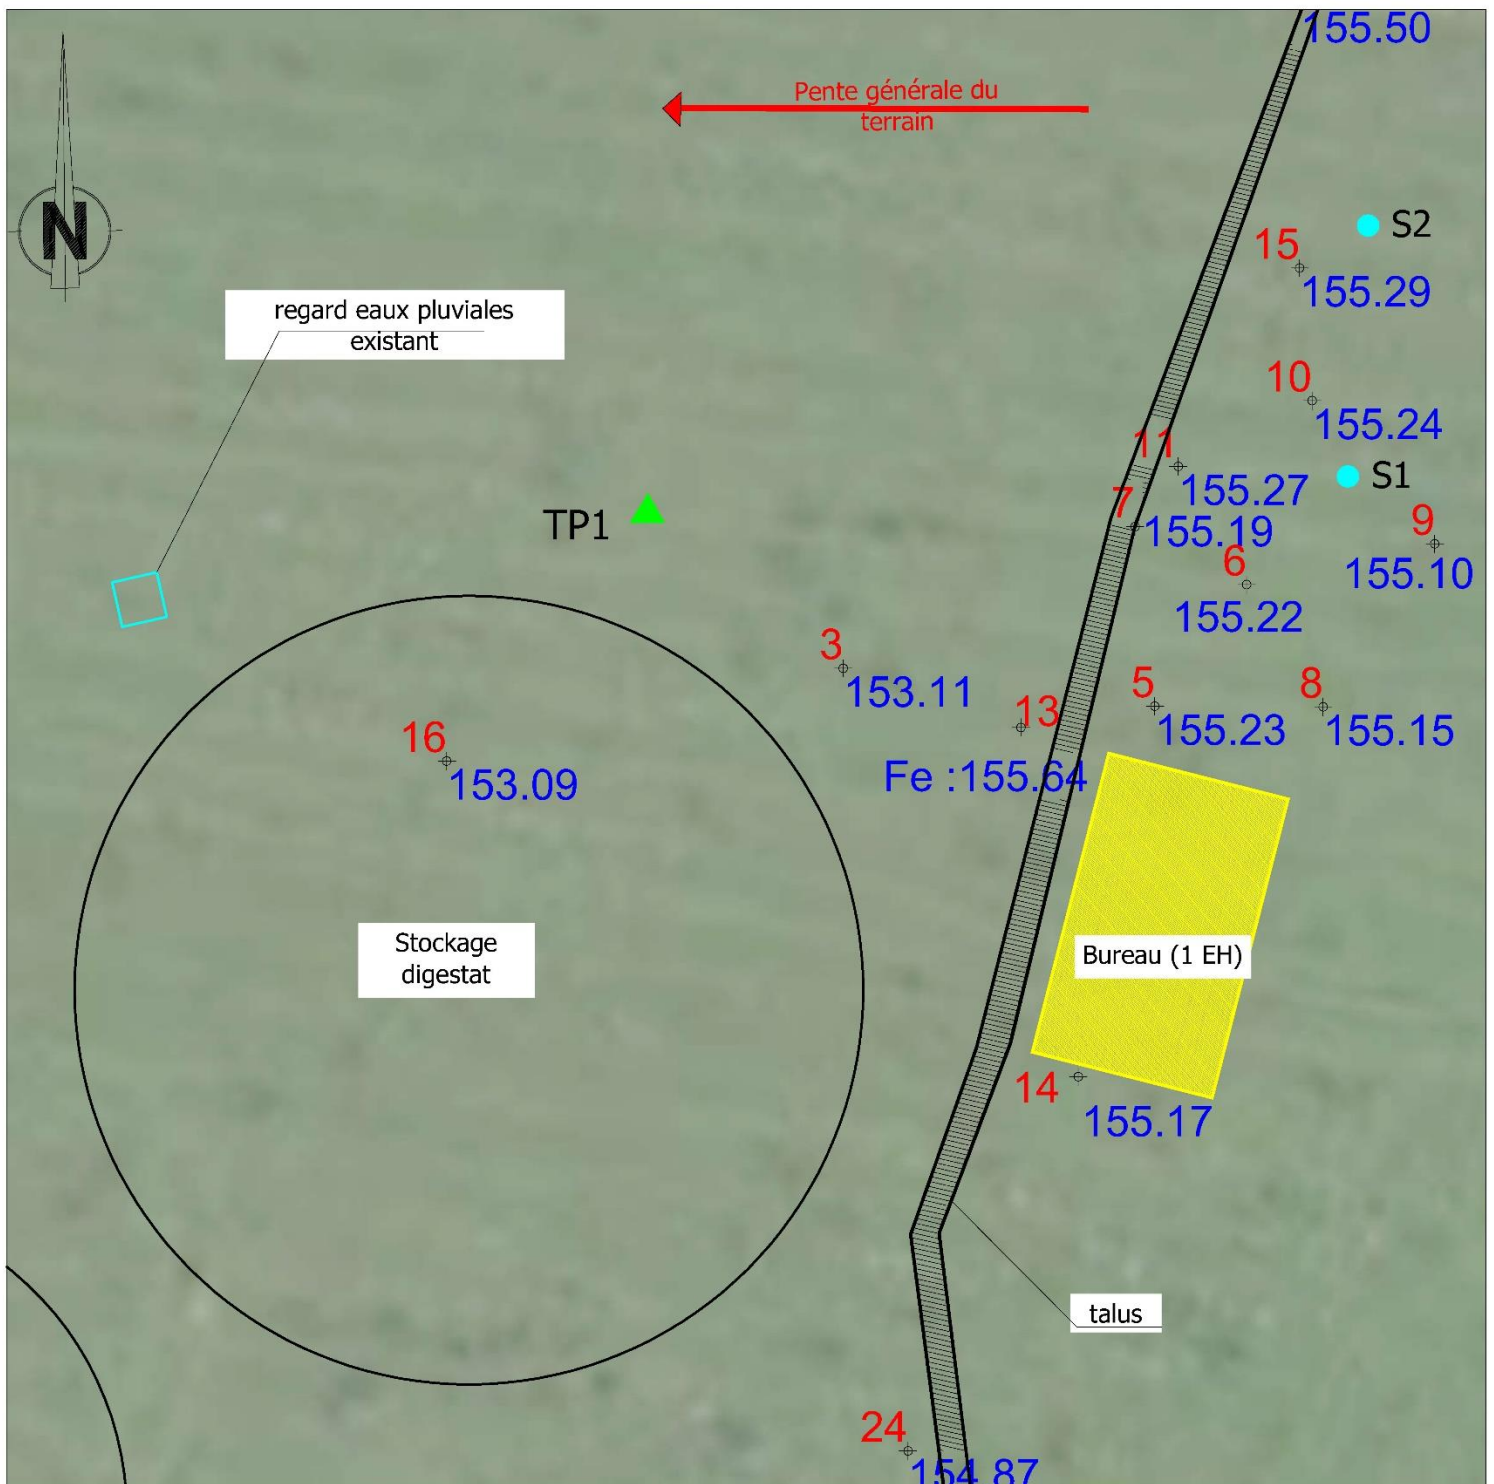 155.50
Pente générale du
terrain
N
S2
15
155.29
regard eaux pluviales
existant
10
155.24
11
155.27
S1
7
155.19
9
155.10
TP1
6
155.22
3
153.11
13
Fe :155.64
5
155.23
8
155.15
16
153.09
Stockage
digestat
Bureau (1 EH)
14
155.17
talus
24
154.87